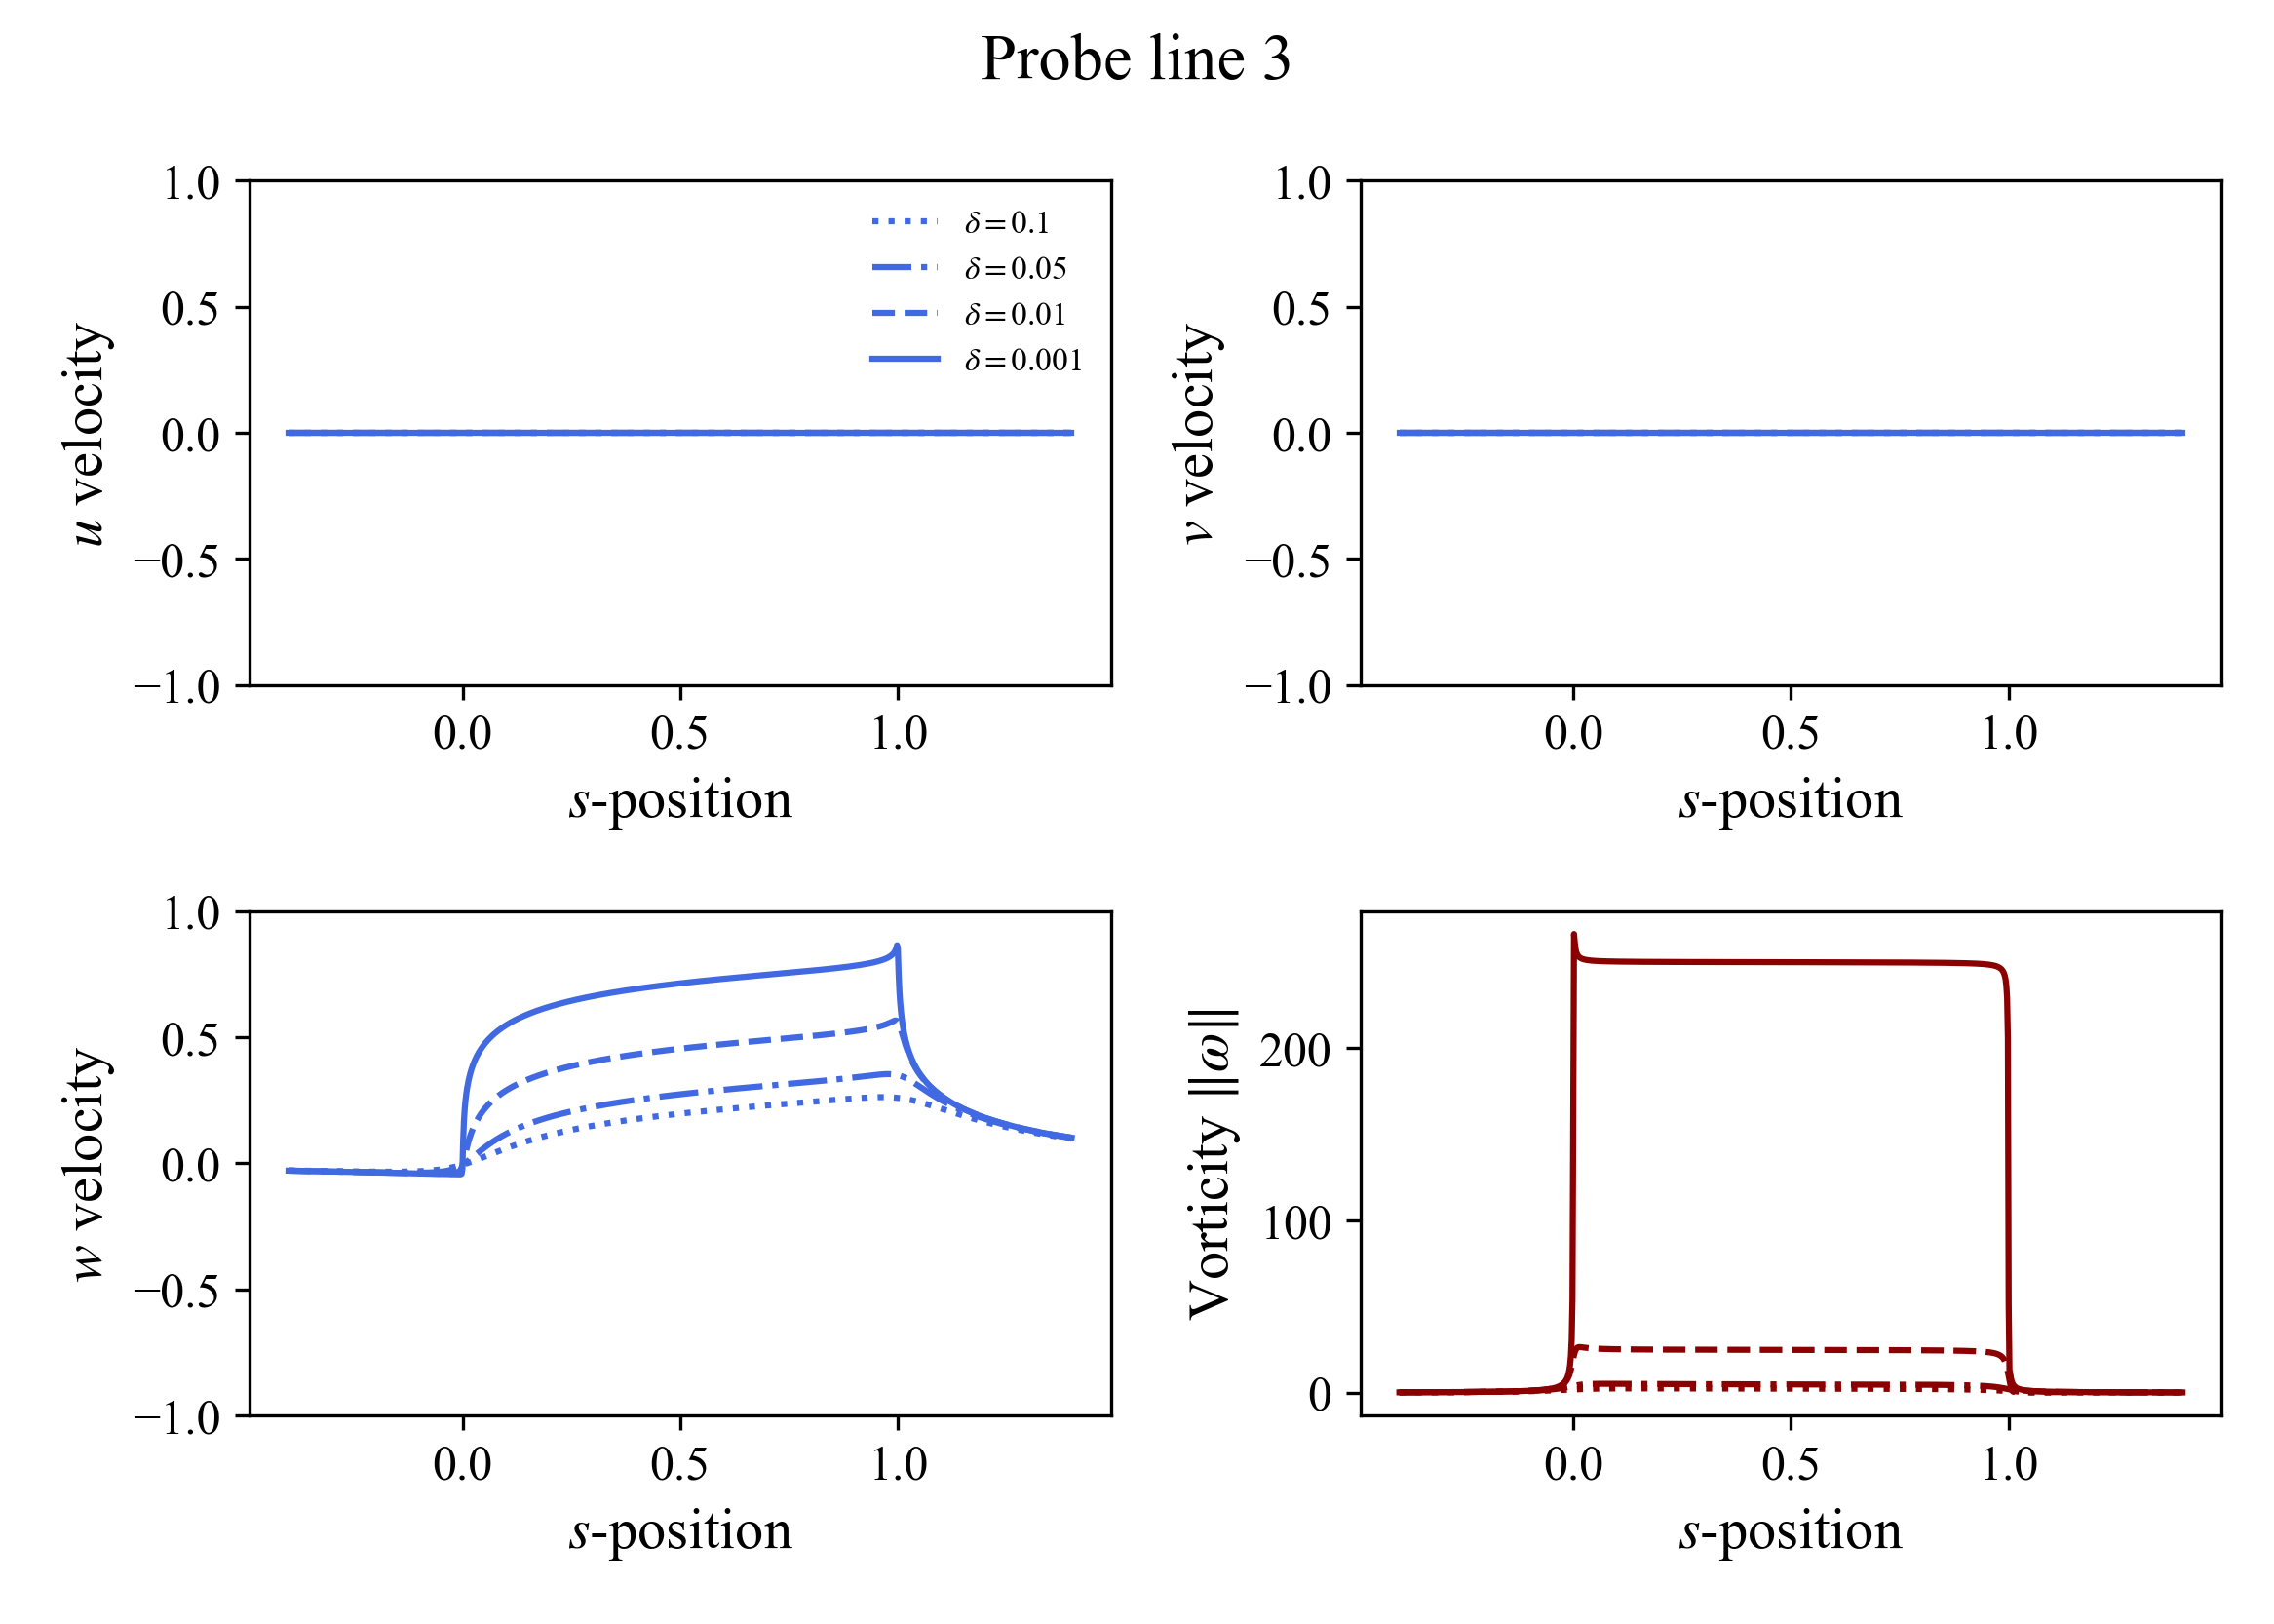 Probe line 3
1.0
0.5
0.0
−0.5
−1.0
u velocity
δ = 0.1
δ = 0.05
δ = 0.01
δ = 0.001
0.0 0.5 1.0
s-position
1.0
0.5
0.0
−0.5
−1.0
v velocity
0.0 0.5 1.0
s-position
1.0
0.5
0.0
−0.5
−1.0
w velocity
0.0 0.5 1.0
s-position
200
100
0
Vorticity ||ω||
0.0 0.5 1.0
s-position